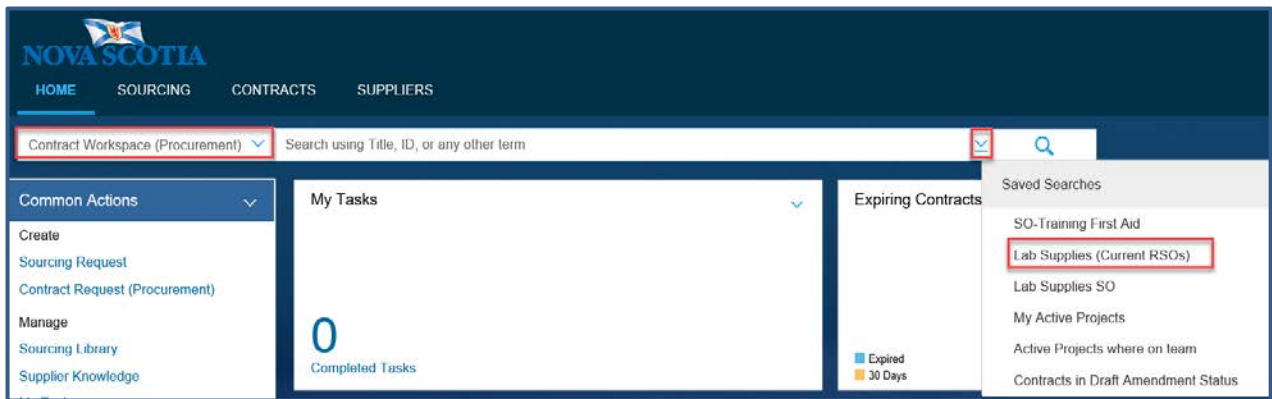 NOVA SCOTIA
HOME SOURCING CONTRACTS SUPPLIERS
Contract Workspace (Procurement) Search using Title, ID, or any other term
Common Actions
Create
Sourcing Request
Contract Request (Procurement)
Manage
Sourcing Library
Supplier Knowledge
My Tasks
0
Completed Tasks
Expiring Contracts
Expired
30 Days
Saved Searches
SO-Training First Aid
Lab Supplies (Current RSOs)
Lab Supplies SO
My Active Projects
Active Projects where on team
Contracts in Draft Amendment Status